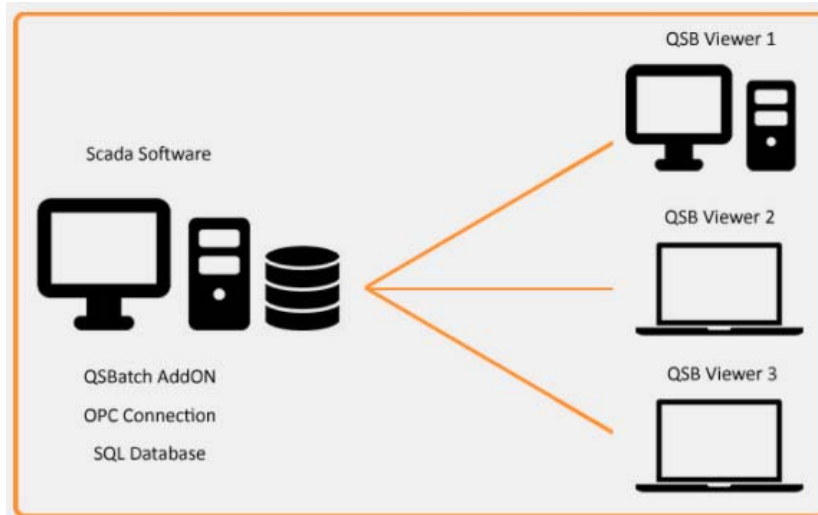 Scada Software
QSBatch AddON
OPC Connection
SQL Database
QSB Viewer 1
QSB Viewer 2
QSB Viewer 3